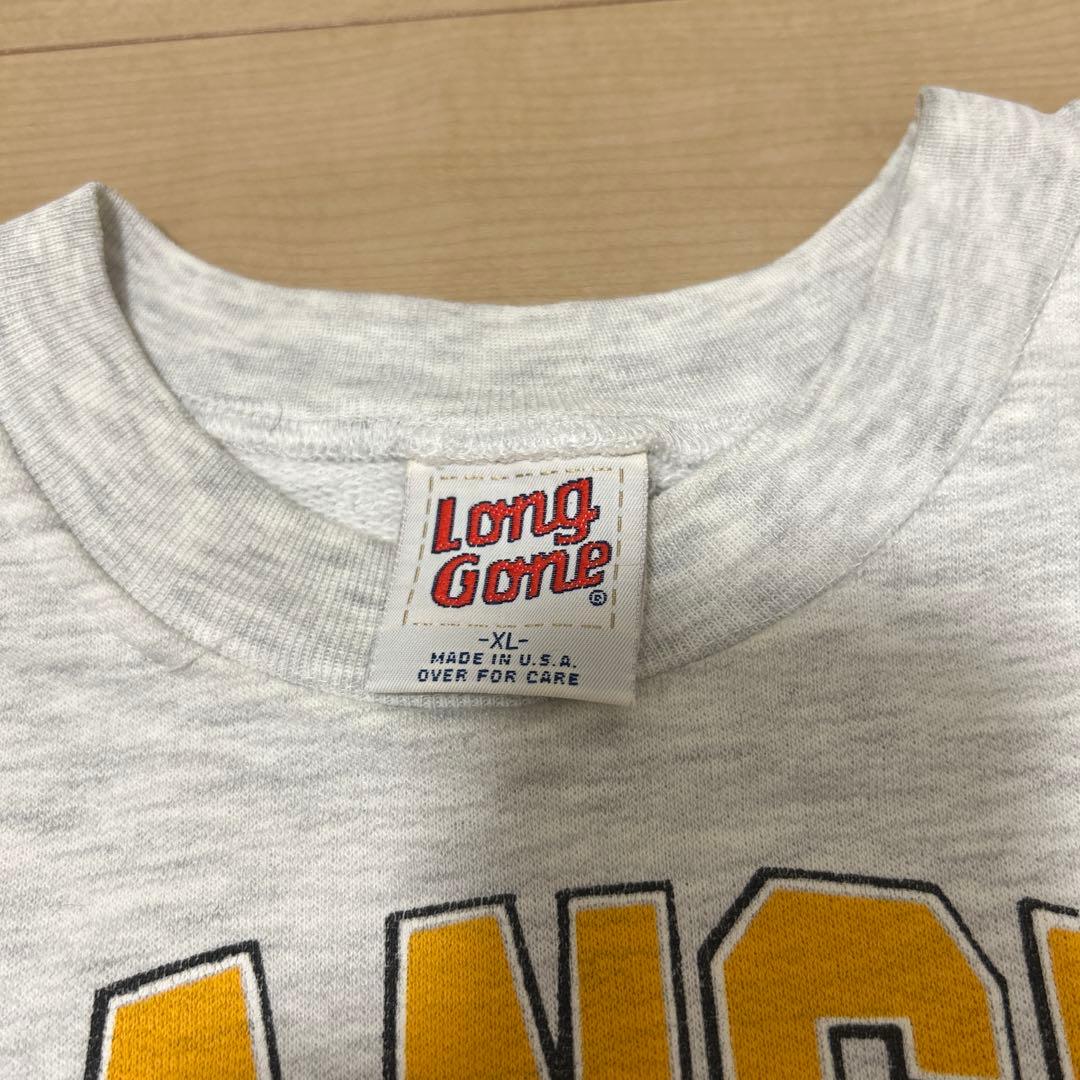 Long
Gone
®
-XL-
MADE IN U.S.A.
OVER FOR CARE